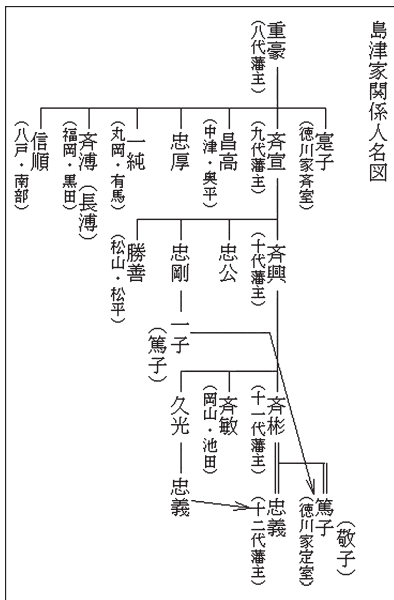 島津家関係人名図
重豪
（八代藩主）
寔子
（徳川家斉室）
斉宣
（九代藩主）
昌高
（中津・奥平）
忠厚
一純
（丸岡・有馬）
斉溥（長溥）
（福岡・黒田）
信順
（八戸・南部）
斉興
（十代藩主）
忠公
忠剛
一子
（篤子）
勝善
（松山・松平）
斉彬
（十一代藩主）
斉敏
（岡山・池田）
久光
忠義
（敬子）
篤子
（徳川家定室）
忠義
（十二代藩主）